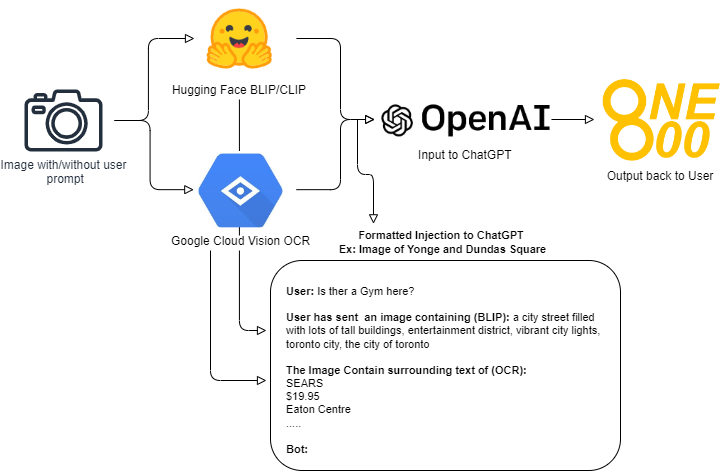 Hugging Face BLIP/CLIP
Image with/without user
prompt
OpenAI
Input to ChatGPT
ONE
800
Output back to User
Google Cloud Vision OCR
Formatted Injection to ChatGPT
Ex: Image of Yonge and Dundas Square
User: Is ther a Gym here?
User has sent an image containing (BLIP): a city street filled
with lots of tall buildings, entertainment district, vibrant city lights,
toronto city, the city of toronto
The Image Contain surrounding text of (OCR):
SEARS
$19.95
Eaton Centre
.....
Bot: